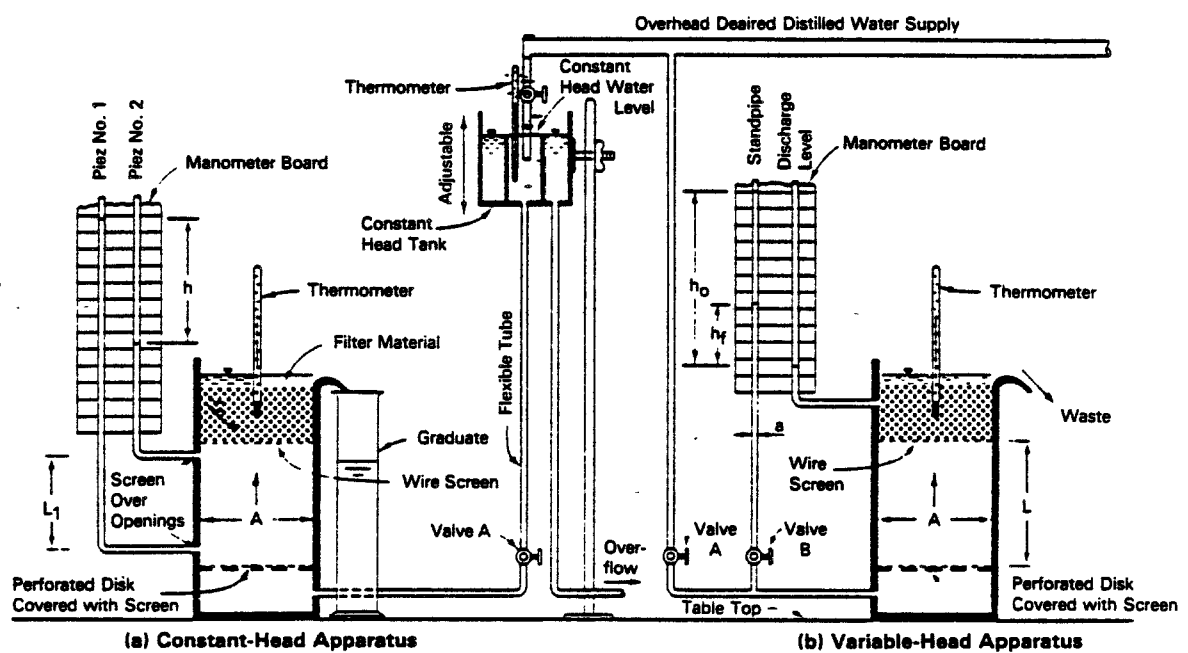 Overhead Deaired Distilled Water Supply
Thermometer
Constant
Head Water
Level
Adjustable
Constant
Head Tank
Piez No. 1
Piez No. 2
Manometer Board
h
Thermometer
Filter Material
Graduate
Wire Screen
Screen
Over
Openings
L1
A
Perforated Disk
Covered with Screen
Flexible Tube
Valve A
Over-
flow
Standpipe
Discharge
Level
Manometer Board
ho
hf
Thermometer
a
Waste
Wire
Screen
A
L
Valve
A
Valve
B
Perforated Disk
Covered with Screen
Table Top
(a) Constant-Head Apparatus
(b) Variable-Head Apparatus